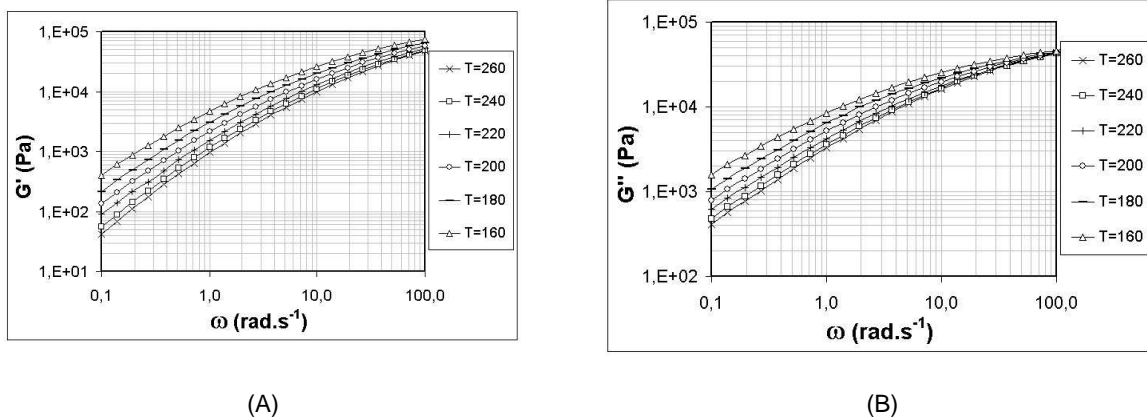 1,E+05
1,E+04
1,E+03
1,E+02
1,E+01
G' (Pa)
0,1
1,0
10,0
100,0
ω (rad.s⁻¹)
T=260
T=240
T=220
T=200
T=180
T=160
(A)
1,E+05
1,E+04
1,E+03
1,E+02
G'' (Pa)
0,1
1,0
10,0
100,0
ω (rad.s⁻¹)
T=260
T=240
T=220
T=200
T=180
T=160
(B)